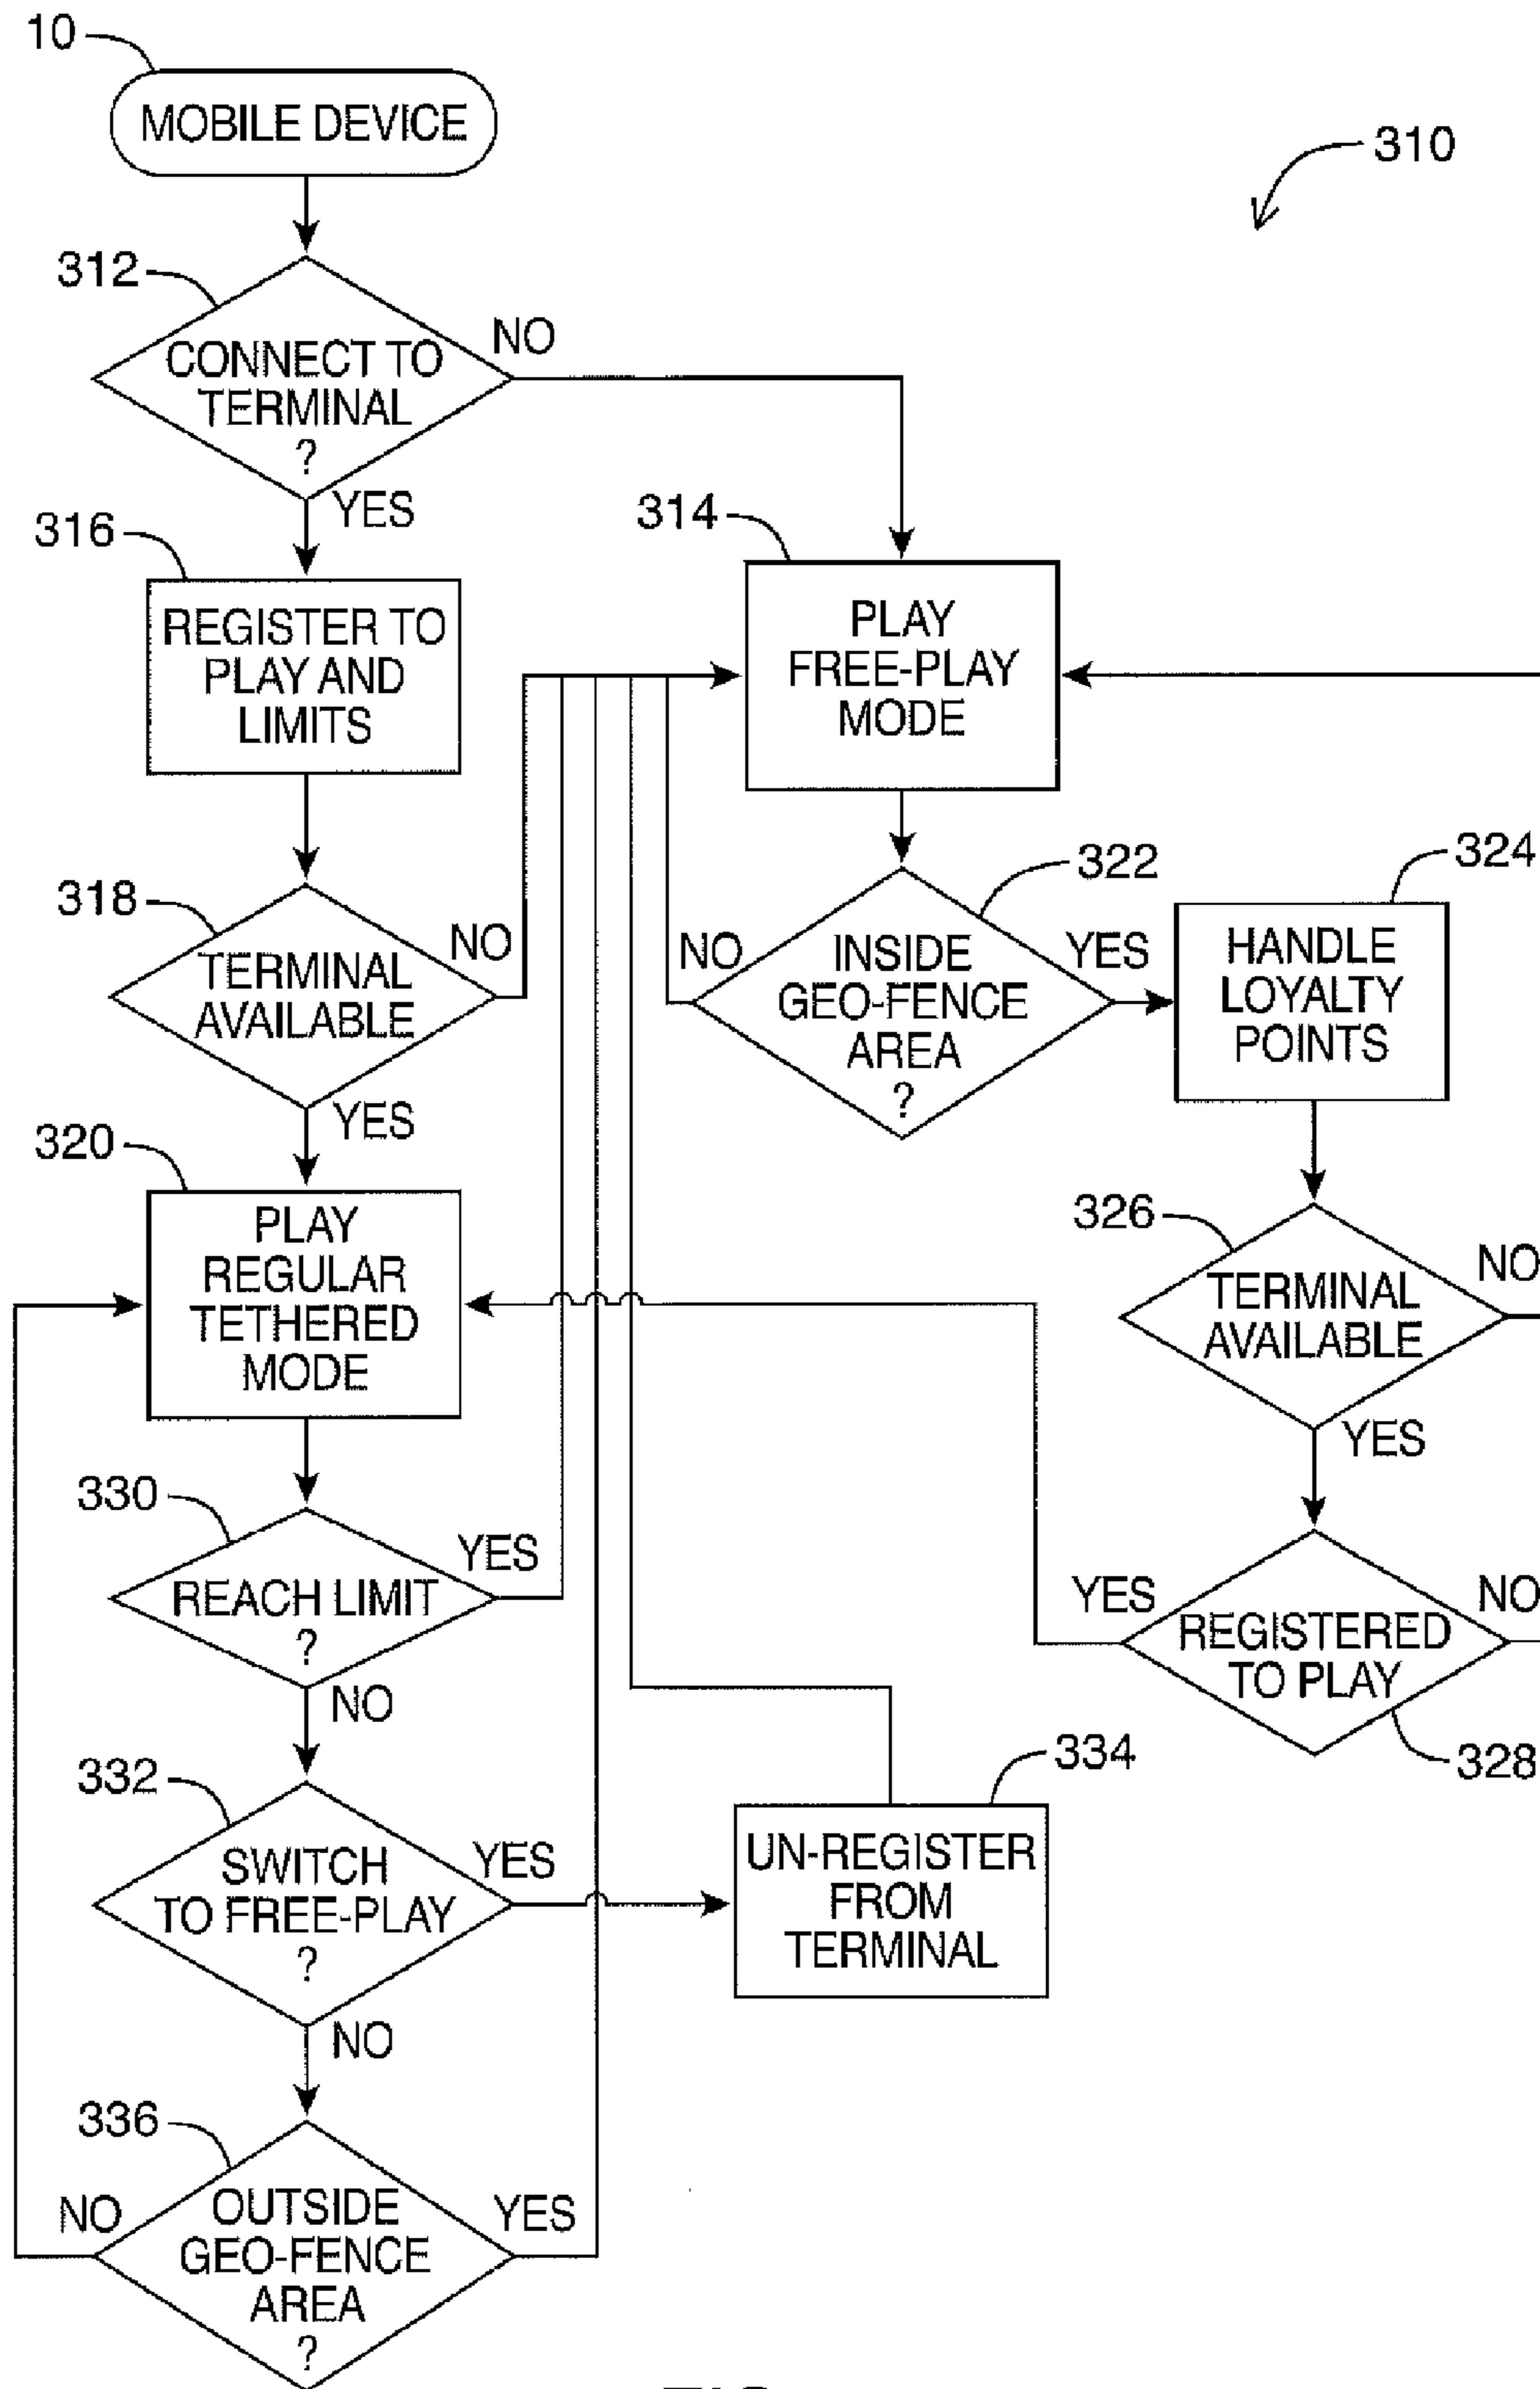 10
MOBILE DEVICE
310
312
CONNECT TO
TERMINAL
?
NO
YES
316
REGISTER TO
PLAY AND
LIMITS
314
PLAY
FREE-PLAY
MODE
318
TERMINAL
AVAILABLE
NO
YES
322
INSIDE
GEO-FENCE
AREA
?
NO
YES
324
HANDLE
LOYALTY
POINTS
320
PLAY
REGULAR
TETHERED
MODE
326
TERMINAL
AVAILABLE
NO
YES
330
REACH LIMIT
?
YES
NO
328
REGISTERED
TO PLAY
YES
NO
332
SWITCH
TO FREE-PLAY
?
YES
NO
334
UN-REGISTER
FROM
TERMINAL
336
OUTSIDE
GEO-FENCE
AREA
?
NO
YES